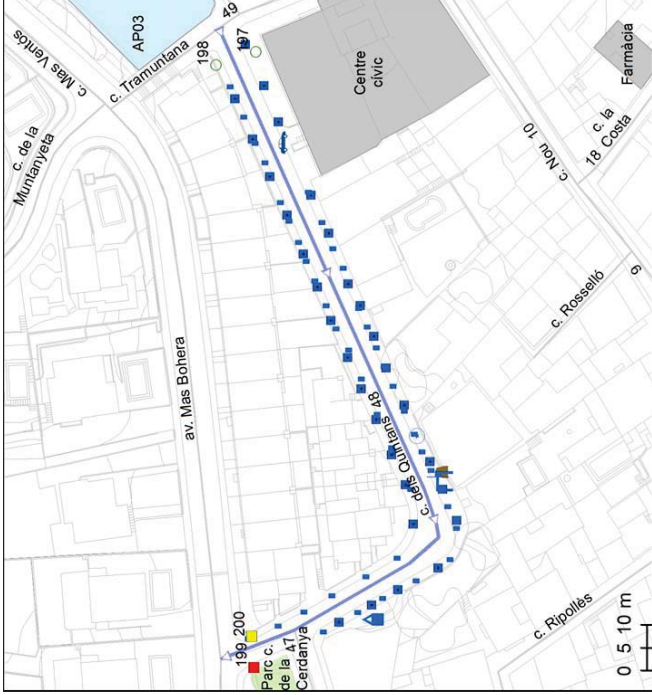 49
c. Mas Ventós
AP03
c. Tramuntana
198
197
c. de la
Muntanyeta
Centre
cívic
Farmàcia
c. la
18 Costa
c. Nou 10
av. Mas Bohera
c. Rosselló
9
48
c. dels Quintans
199 200
Parc c.
de la 47
Cerdanya
c. Ripollès
0 5 10 m